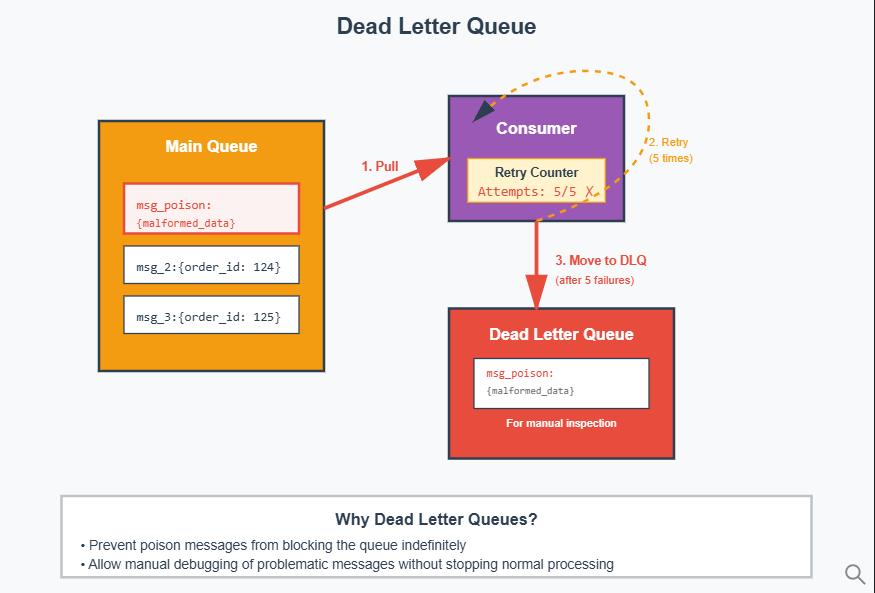 Dead Letter Queue
Main Queue
msg_poison:
{malformed_data}
msg_2:{order_id: 124}
msg_3:{order_id: 125}
1. Pull
Consumer
Retry Counter
Attempts: 5/5 X
2. Retry
(5 times)
3. Move to DLQ
(after 5 failures)
Dead Letter Queue
msg_poison:
{malformed_data}
For manual inspection
Why Dead Letter Queues?
• Prevent poison messages from blocking the queue indefinitely
• Allow manual debugging of problematic messages without stopping normal processing